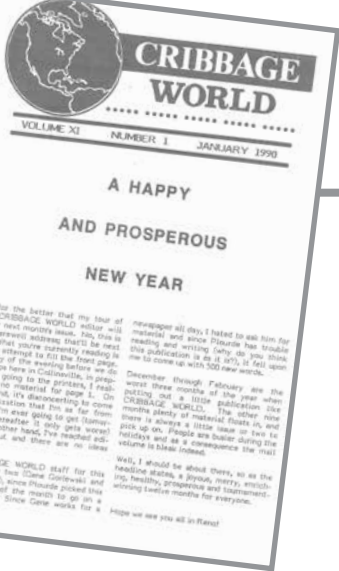 CRIBBAGE
WORLD
VOLUME XI NUMBER 1 JANUARY 1990
A HAPPY
AND PROSPEROUS
NEW YEAR
for the better that my tour of
CRIBBAGE WORLD editor will
next month's issue. No, this is
farewell address; that'll be next
that you're currently reading is
attempt to fill the front page.
y of the evening before we do
ps here in Collinsville, in prep-
going to the printers, I real-
no material for page 1. On
nd, it's disconcerting to come
lization that I'm as far from
I'm ever going to get (tomor-
hereafter it only gets worse)
other hand, I've reached edi-
out and there are no ideas
GE WORLD staff for this
two (Gene Gorlewski and
, since Plourde picked this
of the month to go on a
Since Gene works for a
newspaper all day, I hated to ask him for
material and since Plourde has trouble
reading and writing (why do you think
this publication is as it is?), it fell upon
me to come up with 300 new words.
December through February are the
worst three months of the year when
putting out a little publication like
CRIBBAGE WORLD. The other nine
months plenty of material floats in, and
there is always a little issue or two to
pick up on. People are busier during the
holidays and as a consequence the mail
volume is bleak indeed.
Well, I should be about there, so as the
headline states, a joyous, merry, enrich-
ing, healthy, prosperous and tournament-
winning twelve months for everyone.
Hope we see you all in Reno!